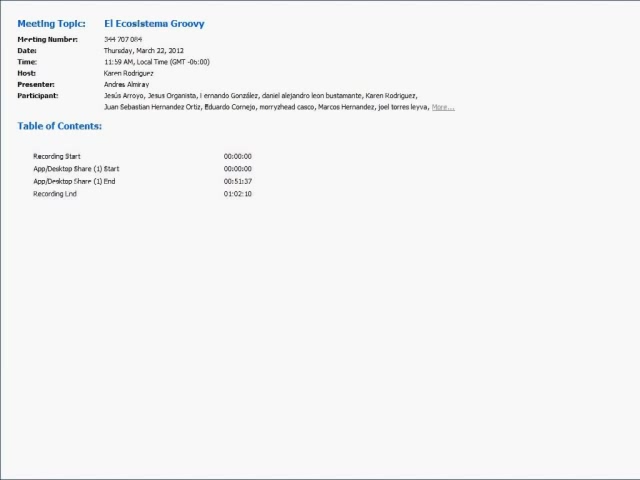 Meeting Topic: El Ecosistema Groovy
Meeting Number: 344 707 084
Date: Thursday, March 22, 2012
Time: 11:59 AM, Local Time (GMT -06:00)
Host: Karen Rodriguez
Presenter: Andres Almiray
Participant: Jesús Arroyo, Jesus Organista, Fernando González, daniel alejandro leon bustamante, Karen Rodriguez,
Juan Sebastian Hernandez Ortiz, Eduardo Cornejo, morryzhead casco, Marcos Hernandez, joel torres leyva, More...
Table of Contents:
Recording Start 00:00:00
App/Desktop Share (1) Start 00:00:00
App/Desktop Share (1) End 00:51:37
Recording End 01:02:10